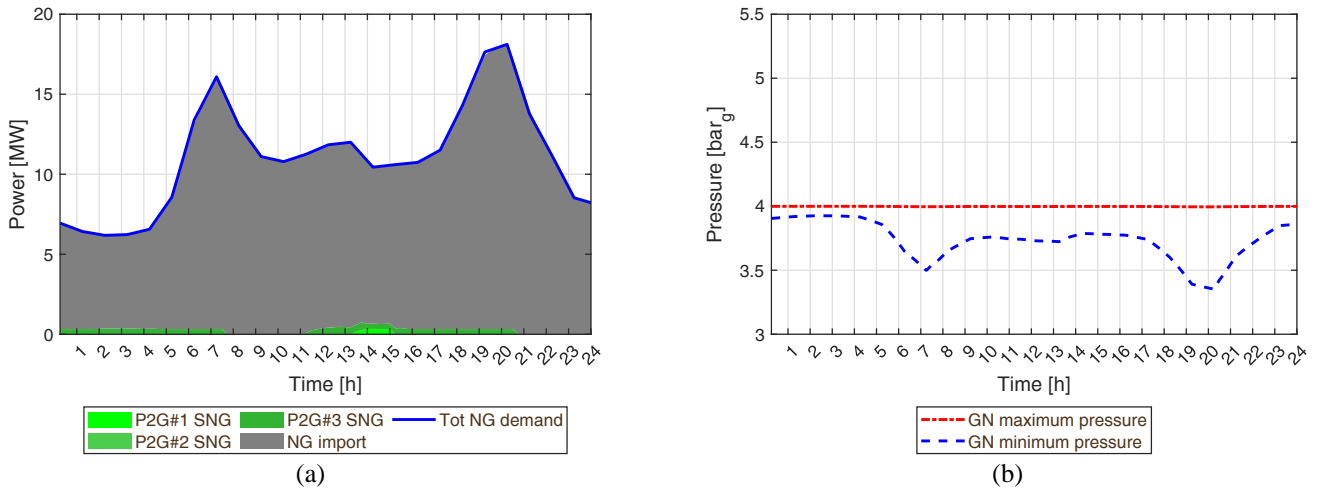 20
15
10
5
0
Power [MW]
1 2 3 4 5 6 7 8 9 10 11 12 13 14 15 16 17 18 19 20 21 22 23 24
Time [h]
P2G#1 SNG P2G#3 SNG Tot NG demand
P2G#2 SNG NG import
(a)
5.5
5
4.5
4
3.5
3
Pressure [barg]
1 2 3 4 5 6 7 8 9 10 11 12 13 14 15 16 17 18 19 20 21 22 23 24
Time [h]
GN maximum pressure
GN minimum pressure
(b)